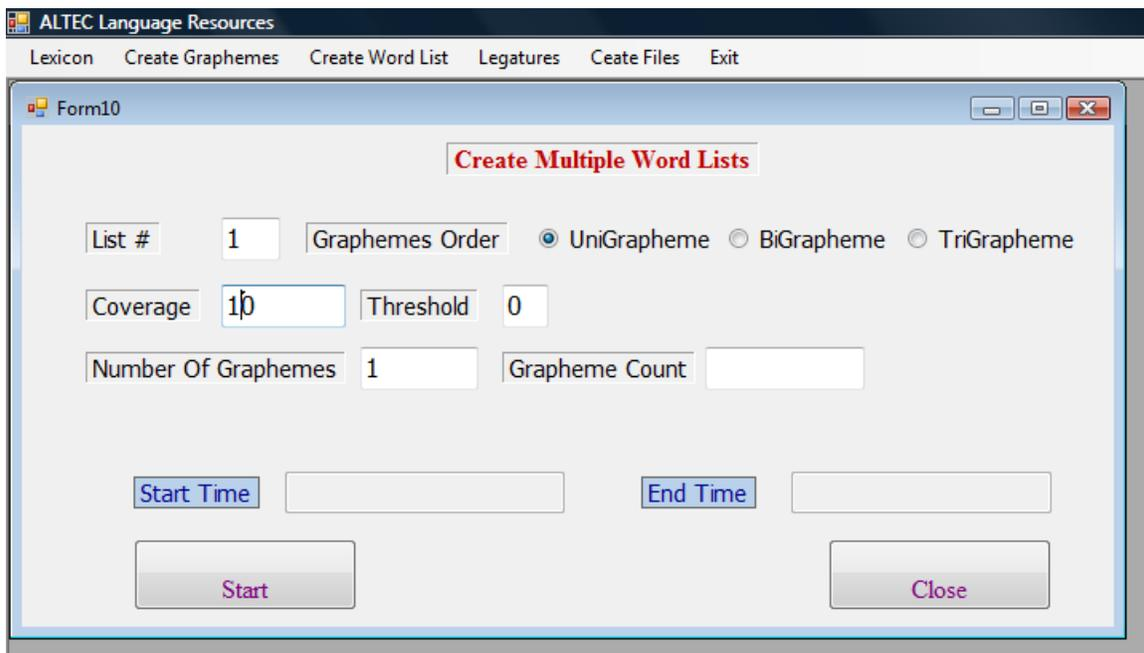 ALTEC Language Resources
Lexicon Create Graphemes Create Word List Legatures Ceate Files Exit
Form10
Create Multiple Word Lists
List # 1 Graphemes Order UniGrapheme BiGrapheme TriGrapheme
Coverage 10 Threshold 0
Number Of Graphemes 1 Grapheme Count
Start Time End Time
Start Close